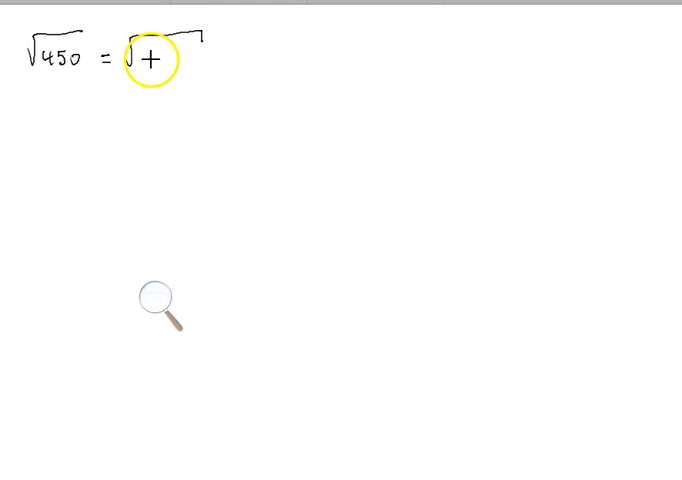 √450 = √